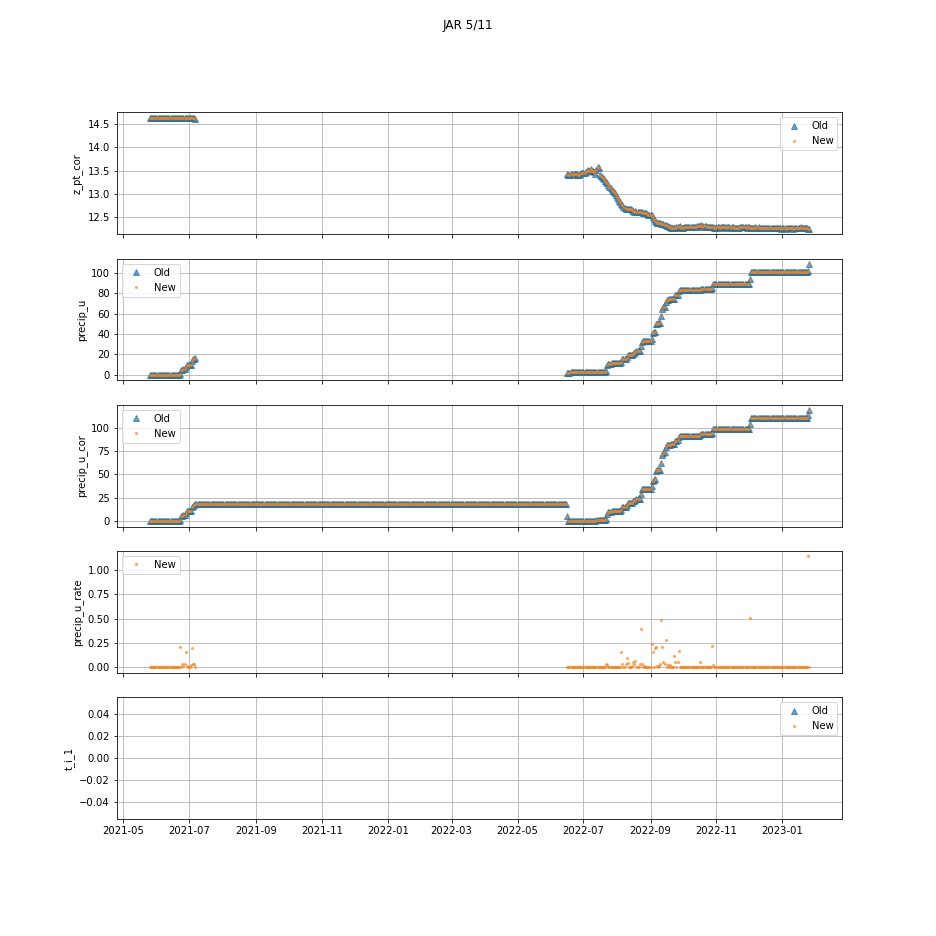 JAR 5/11
14.5
14.0
13.5
13.0
12.5
z_pt_cor
Old
New
100
80
60
40
20
0
precip_u
Old
New
100
75
50
25
0
precip_u_cor
Old
New
1.00
0.75
0.50
0.25
0.00
precip_u_rate
New
0.04
0.02
0.00
−0.02
−0.04
t_i_1
Old
New
2021-05 2021-07 2021-09 2021-11 2022-01 2022-03 2022-05 2022-07 2022-09 2022-11 2023-01